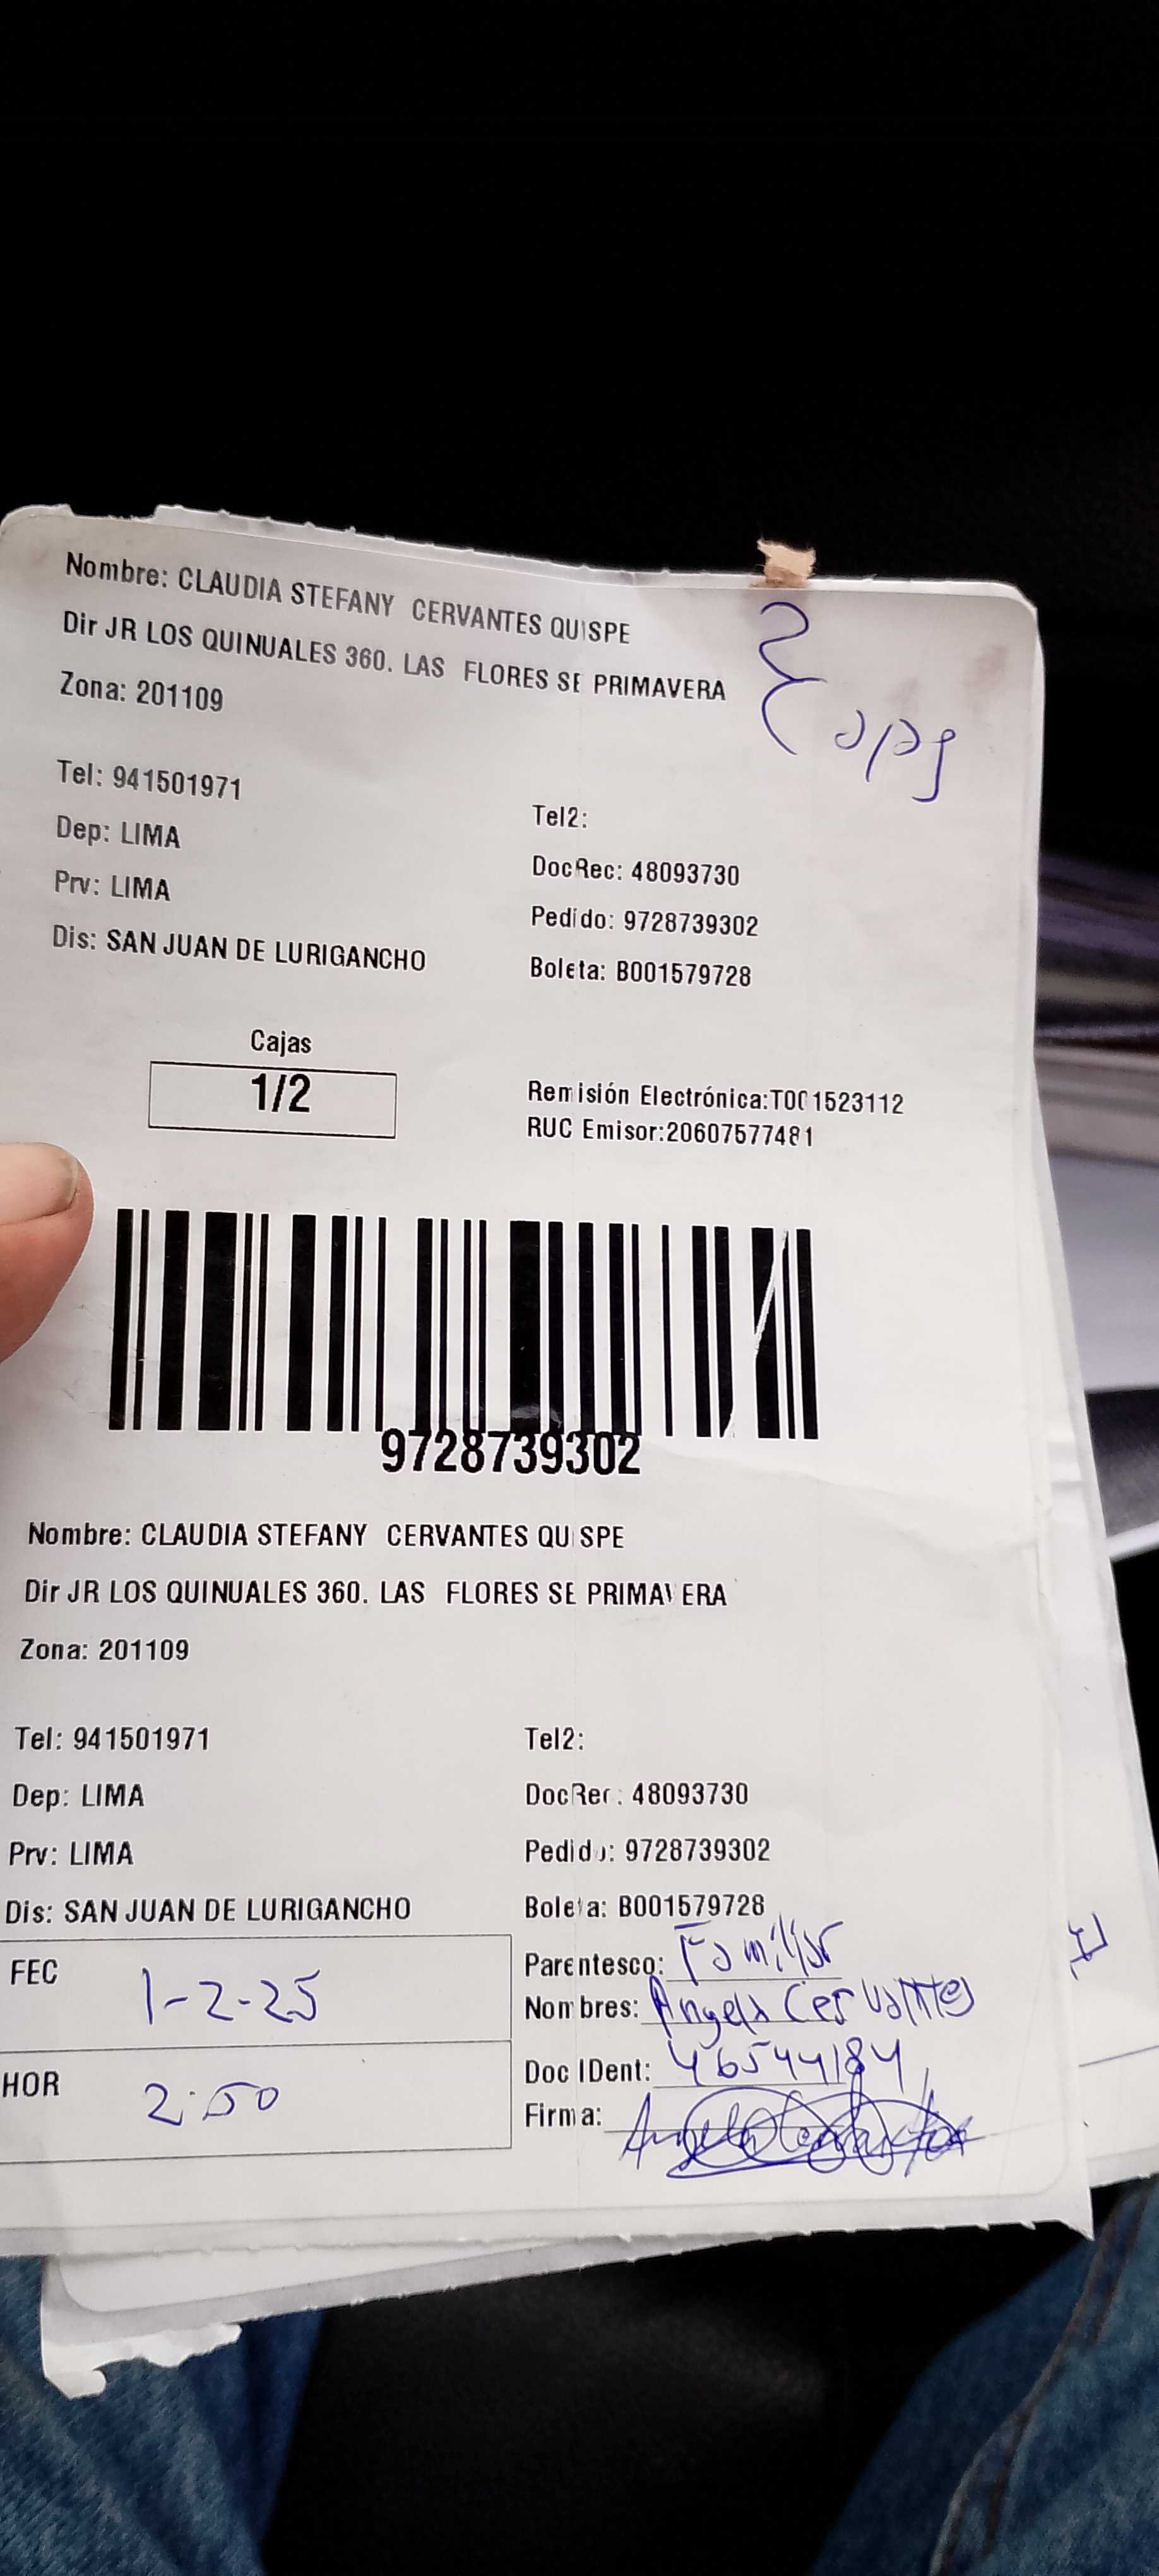 Nombre: CLAUDIA STEFANY CERVANTES QUISPE
Dir JR LOS QUINUALES 360. LAS FLORES SE PRIMAVERA
Zona: 201109
Tel: 941501971
Tel2:
Dep: LIMA
DocRec: 48093730
Prv: LIMA
Pedido: 9728739302
Dis: SAN JUAN DE LURIGANCHO
Boleta: B001579728
Cajas
1/2
Remisión Electrónica:T001523112
RUC Emisor:20607577481
9728739302
Nombre: CLAUDIA STEFANY CERVANTES QUISPE
Dir JR LOS QUINUALES 360. LAS FLORES SE PRIMAVERA
Zona: 201109
Tel: 941501971
Tel2:
Dep: LIMA
DocRec: 48093730
Prv: LIMA
Pedido: 9728739302
Dis: SAN JUAN DE LURIGANCHO
Boleta: B001579728
FEC 1-2-25
Parentesco: Familiar
Nombres: Angela Cervantes
HOR 2:50
Doc IDent: 46544184
Firma: